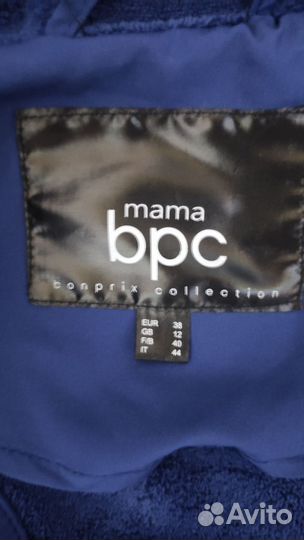 mama
bpc
bonprix collection
EUR 38
GB 12
F/B 40
IT 44
Avito